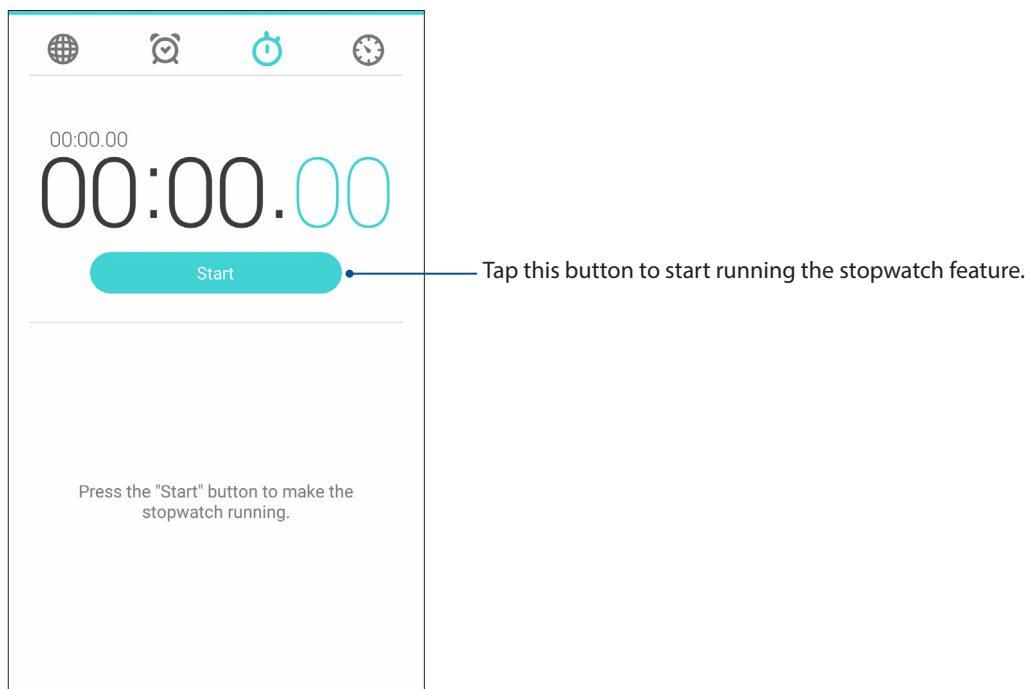 00:00.00
00:00.00
Start
Tap this button to start running the stopwatch feature.
Press the "Start" button to make the
stopwatch running.